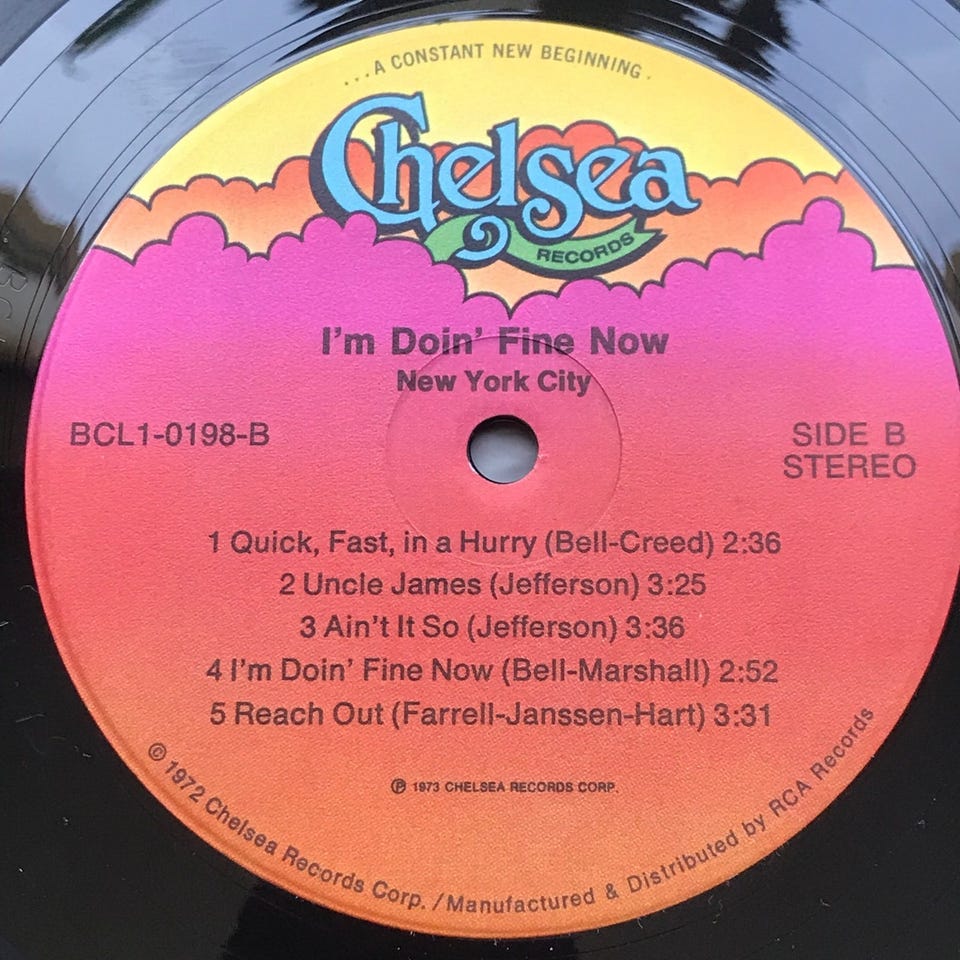 ...A CONSTANT NEW BEGINNING.
Chelsea
RECORDS
I'm Doin' Fine Now
New York City
BCL1-0198-B
SIDE B
STEREO
1 Quick, Fast, in a Hurry (Bell-Creed) 2:36
2 Uncle James (Jefferson) 3:25
3 Ain't It So (Jefferson) 3:36
4 I'm Doin' Fine Now (Bell-Marshall) 2:52
5 Reach Out (Farrell-Janssen-Hart) 3:31
℗ 1973 CHELSEA RECORDS CORP.
© 1972 Chelsea Records Corp. / Manufactured & Distributed by RCA Records